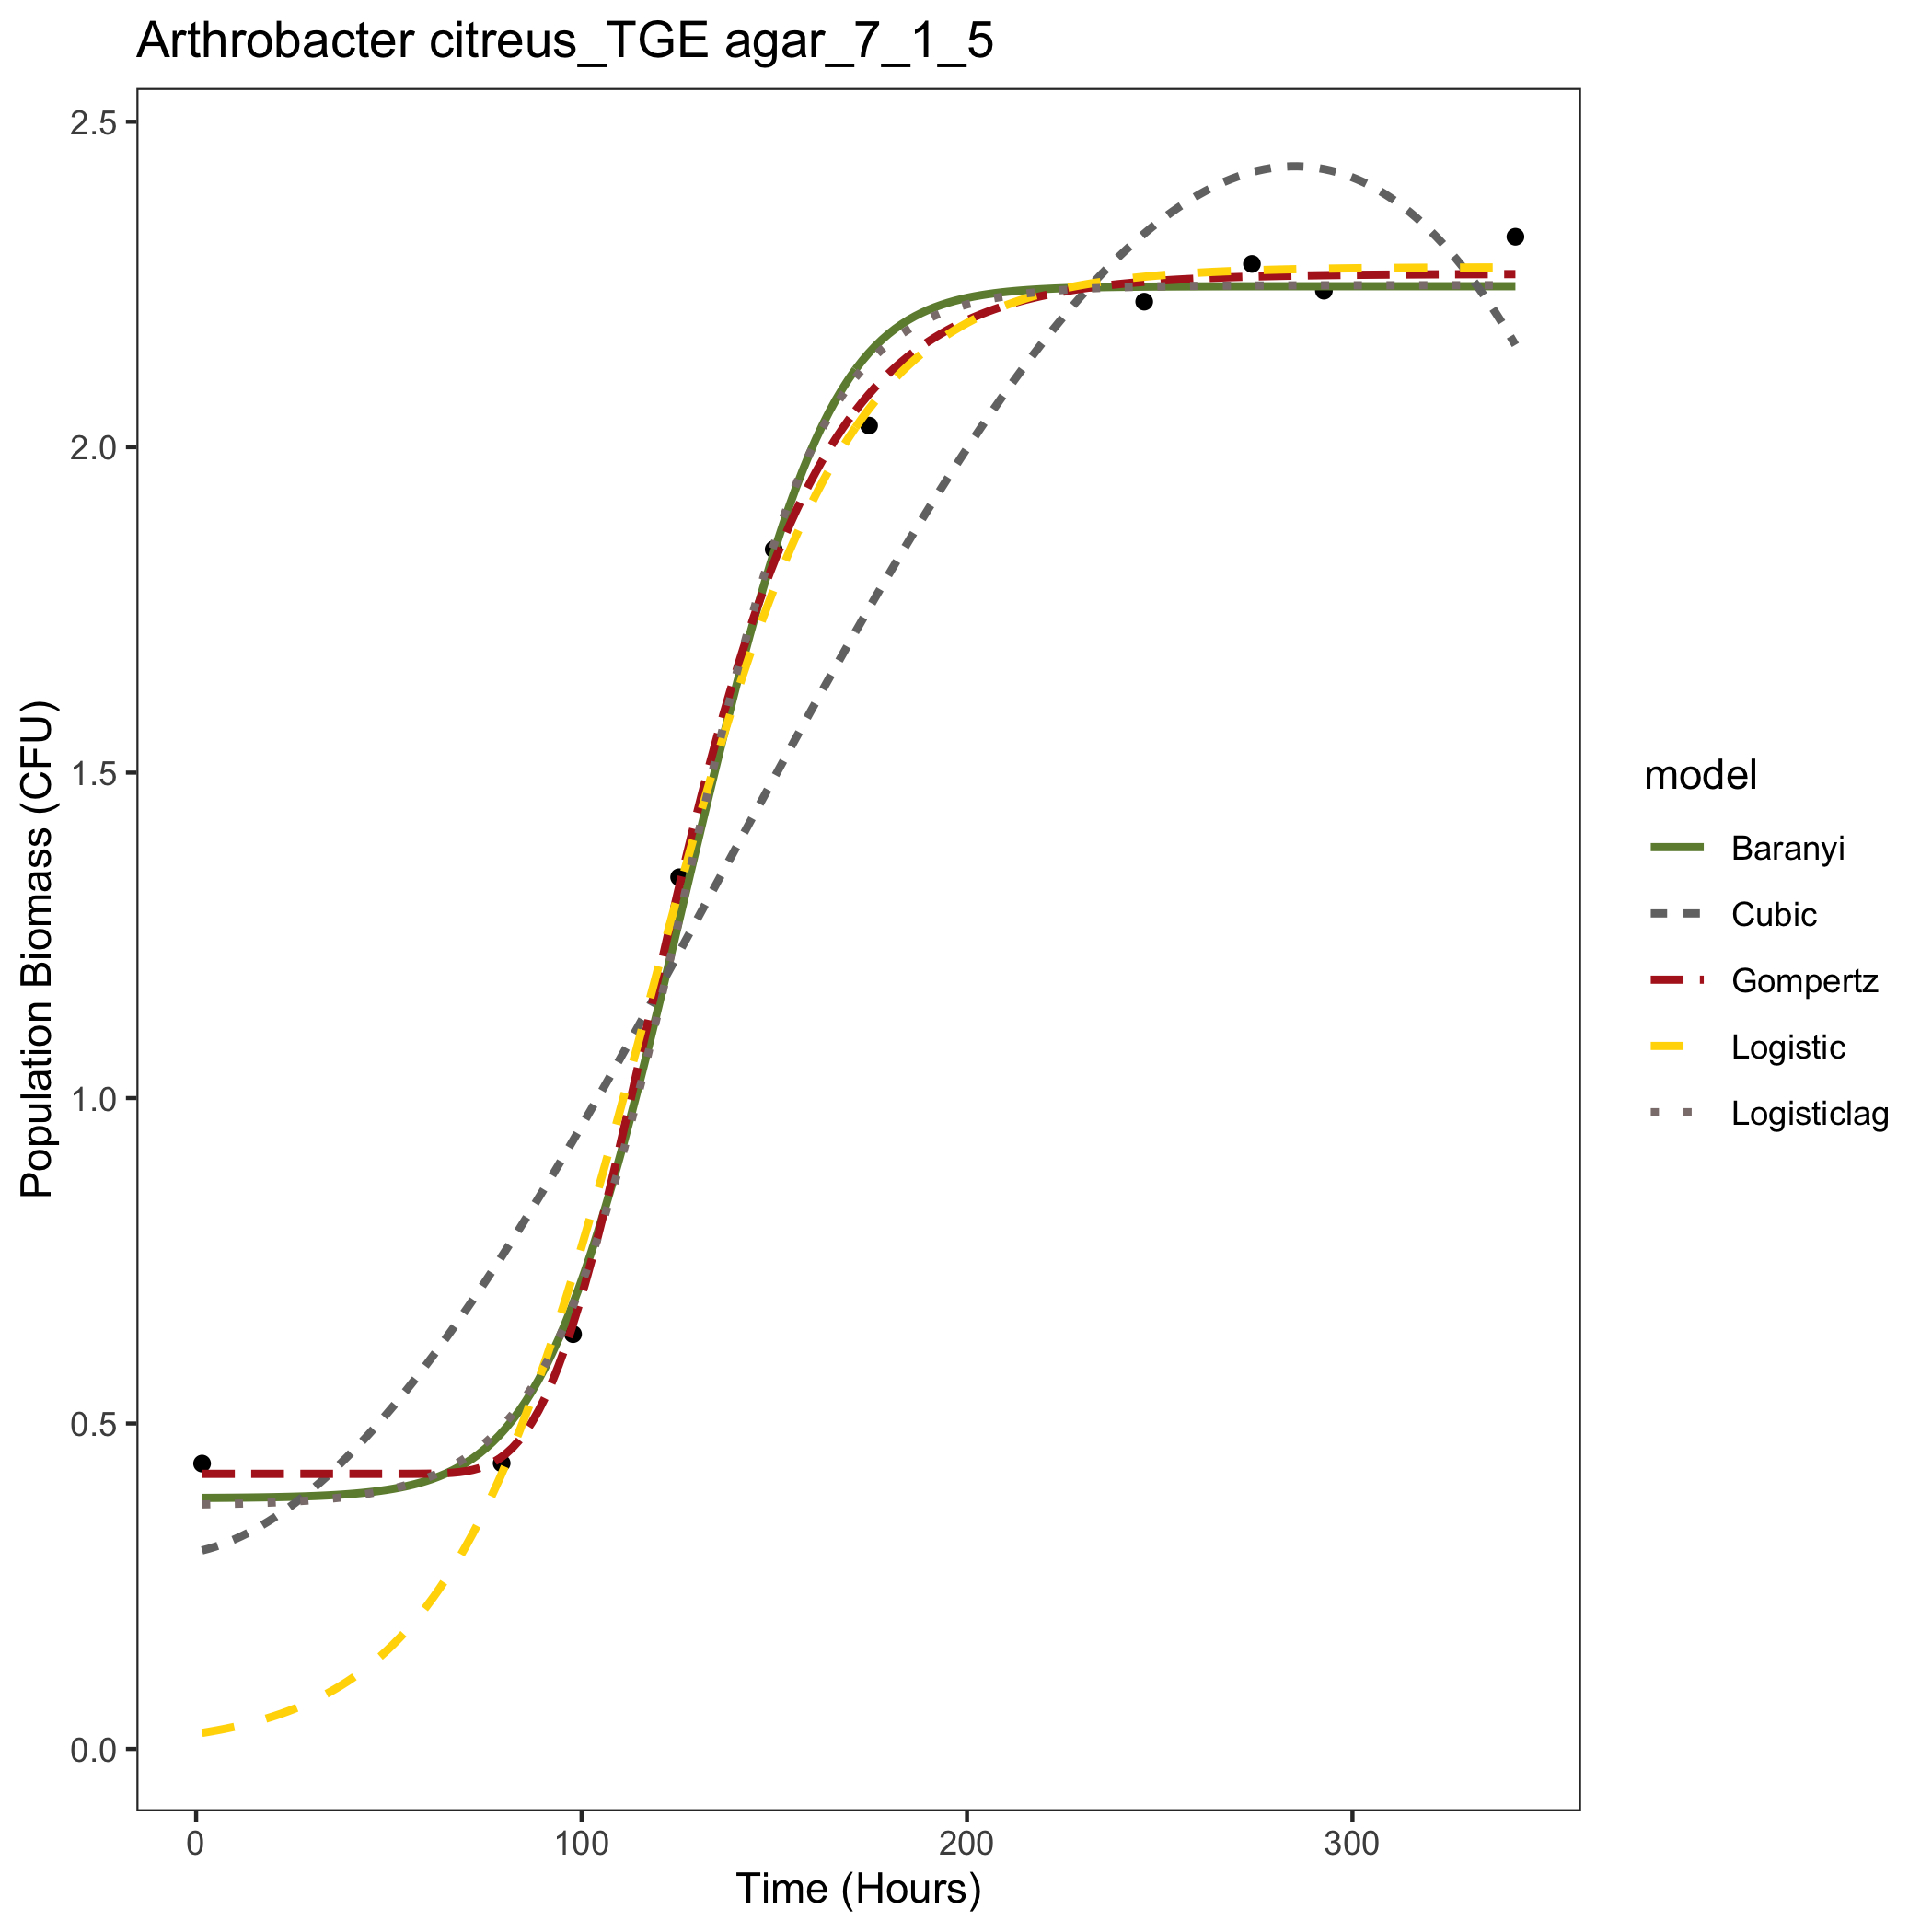 Arthrobacter citreus_TGE agar_7_1_5
2.5
2.0
1.5
1.0
0.5
0.0
Population Biomass (CFU)
0 100 200 300
Time (Hours)
model
Baranyi
Cubic
Gompertz
Logistic
Logisticlag